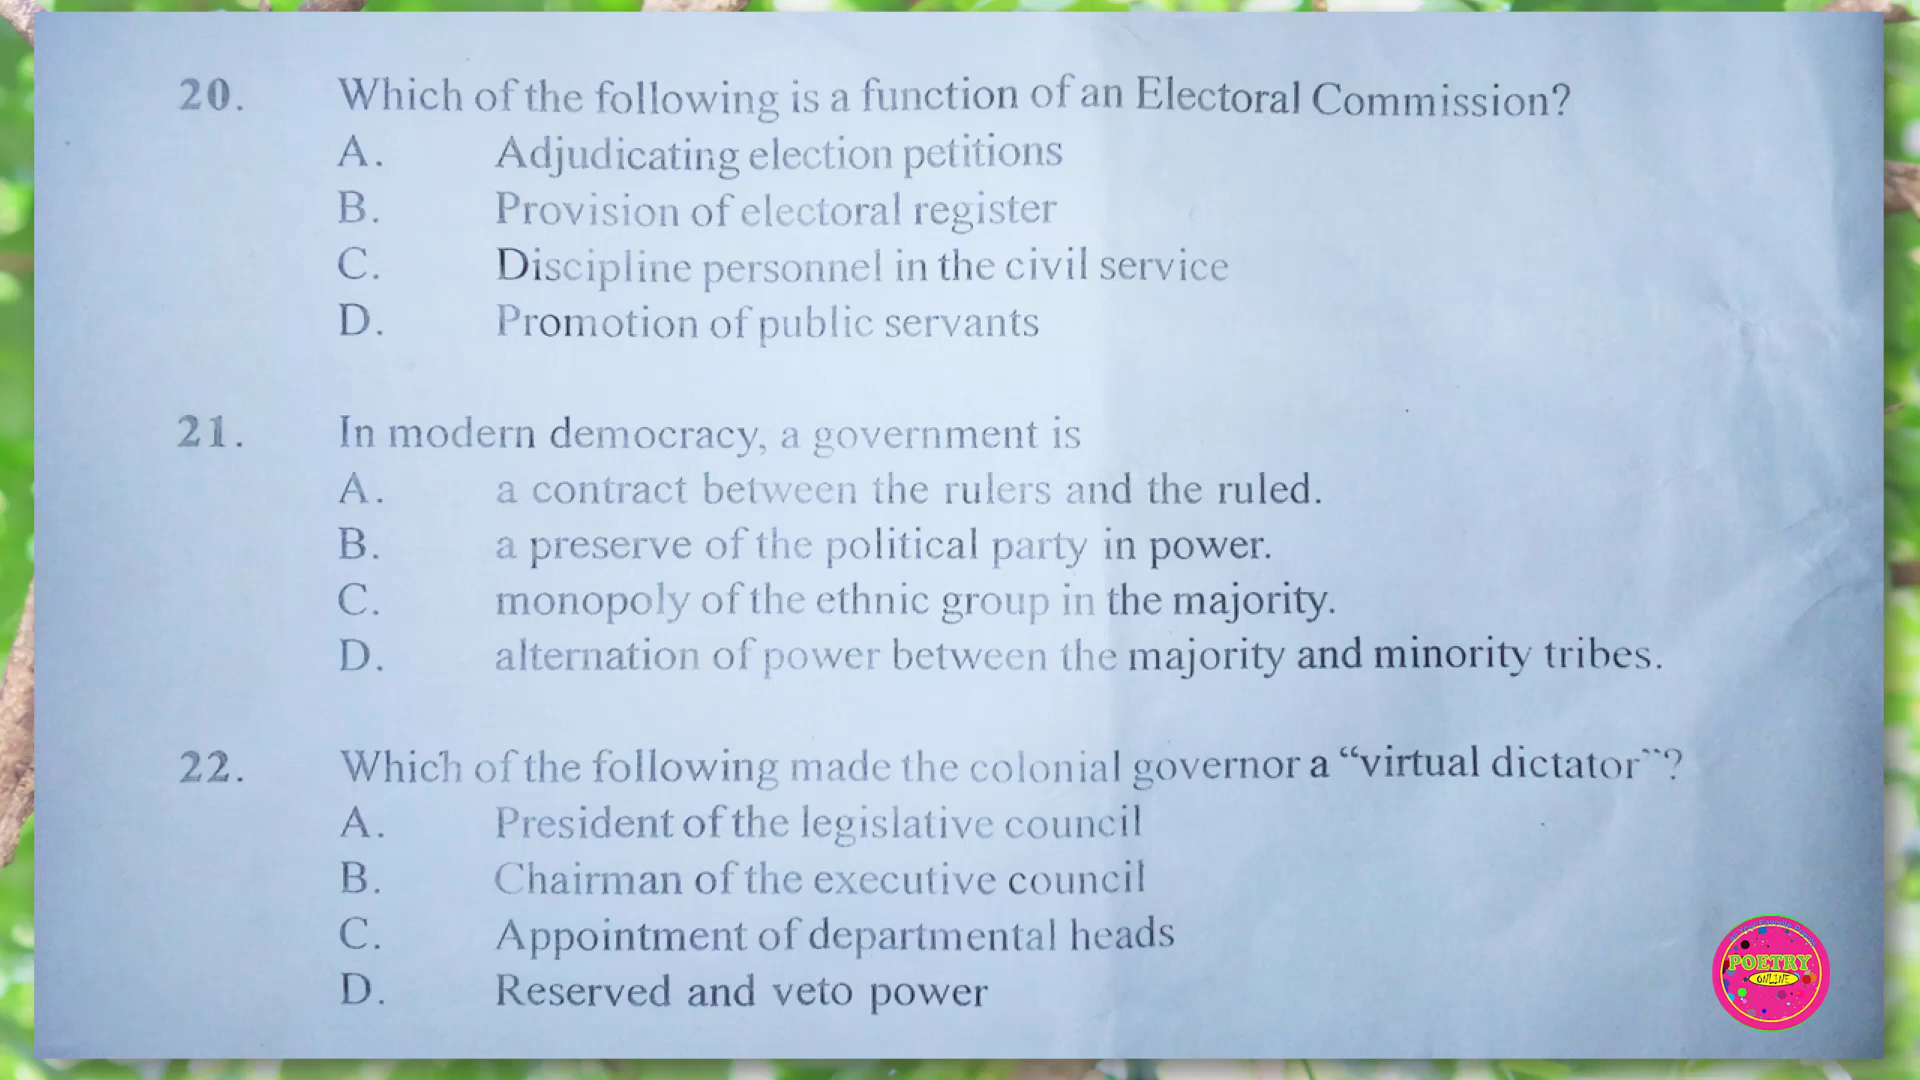 20. Which of the following is a function of an Electoral Commission?
A. Adjudicating election petitions
B. Provision of electoral register
C. Discipline personnel in the civil service
D. Promotion of public servants
21. In modern democracy, a government is
A. a contract between the rulers and the ruled.
B. a preserve of the political party in power.
C. monopoly of the ethnic group in the majority.
D. alternation of power between the majority and minority tribes.
22. Which of the following made the colonial governor a “virtual dictator”?
A. President of the legislative council
B. Chairman of the executive council
C. Appointment of departmental heads
D. Reserved and veto power
POETRY
ONLINE